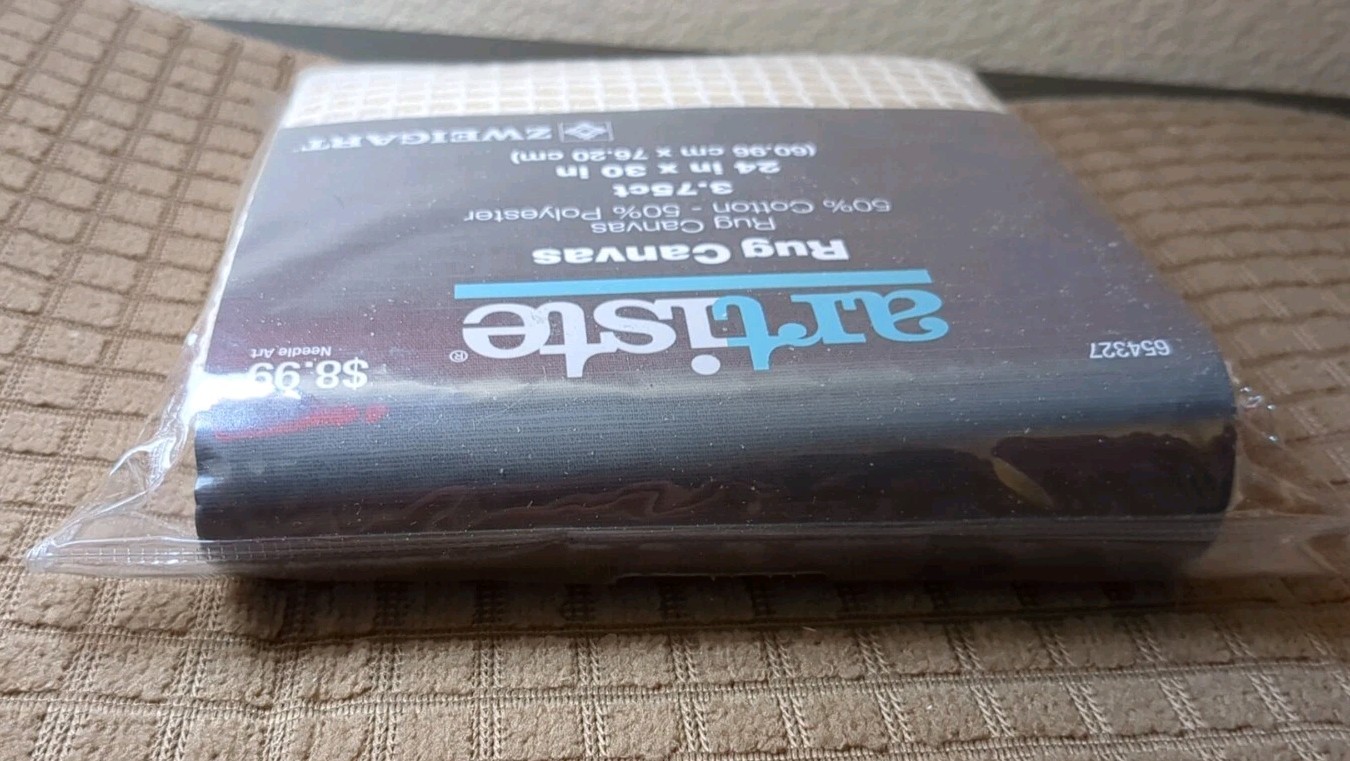 654327
$8.99
Needle Art
artiste®
Rug Canvas
Rug Canvas
50% Cotton - 50% Polyester
3.75ct
24 in x 30 in
(60.96 cm x 76.20 cm)
ZWEIGART